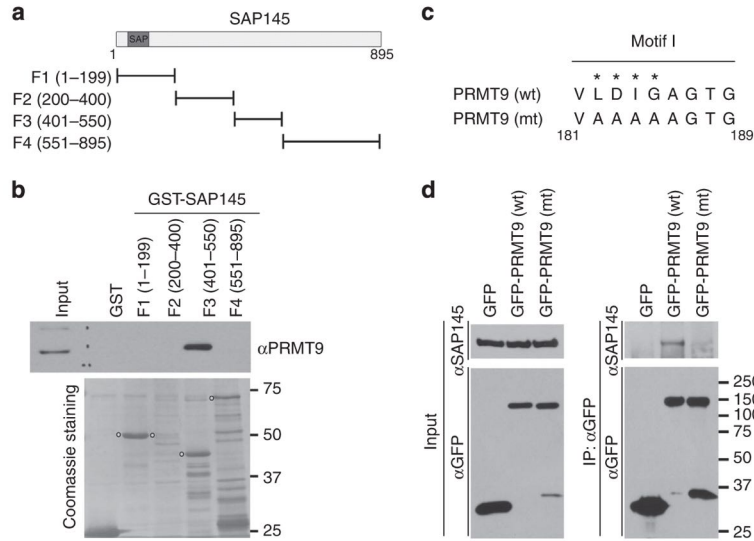 a
SAP145
SAP
1 895
F1 (1–199)
F2 (200–400)
F3 (401–550)
F4 (551–895)
c
Motif I
* * * *
PRMT9 (wt) V L D I G A G T G
PRMT9 (mt) V A A A A A G T G
181 189
b
GST-SAP145
Input
GST
F1 (1–199)
F2 (200–400)
F3 (401–550)
F4 (551–895)
αPRMT9
Coomassie staining
75
50
37
25
d
GFP
GFP-PRMT9 (wt)
GFP-PRMT9 (mt)
Input
αSAP145
αGFP
GFP
GFP-PRMT9 (wt)
GFP-PRMT9 (mt)
IP: αGFP
αSAP145
αGFP
250
150
100
75
50
37
25